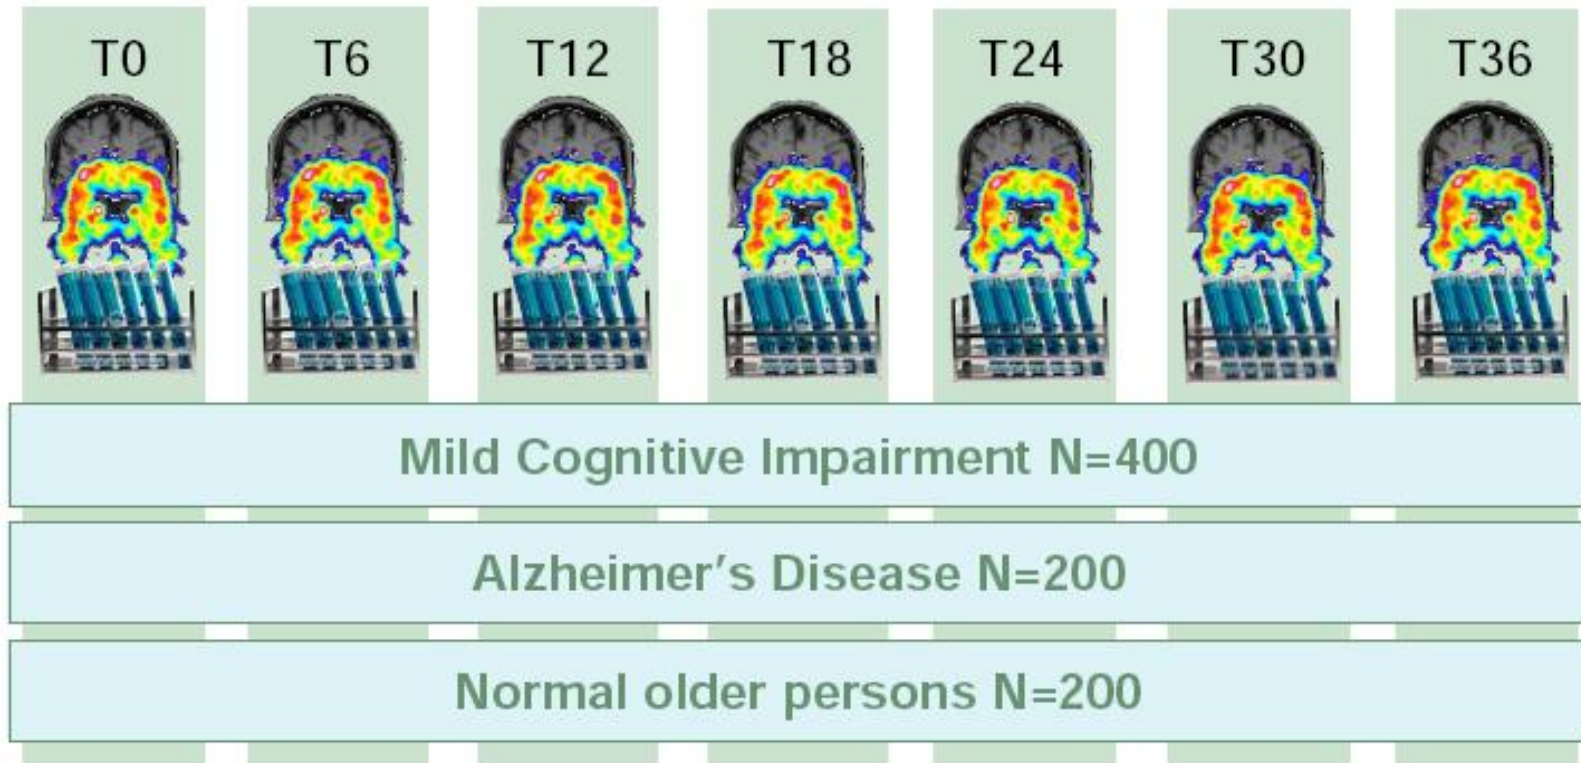 T0 T6 T12 T18 T24 T30 T36
Mild Cognitive Impairment N=400
Alzheimer’s Disease N=200
Normal older persons N=200